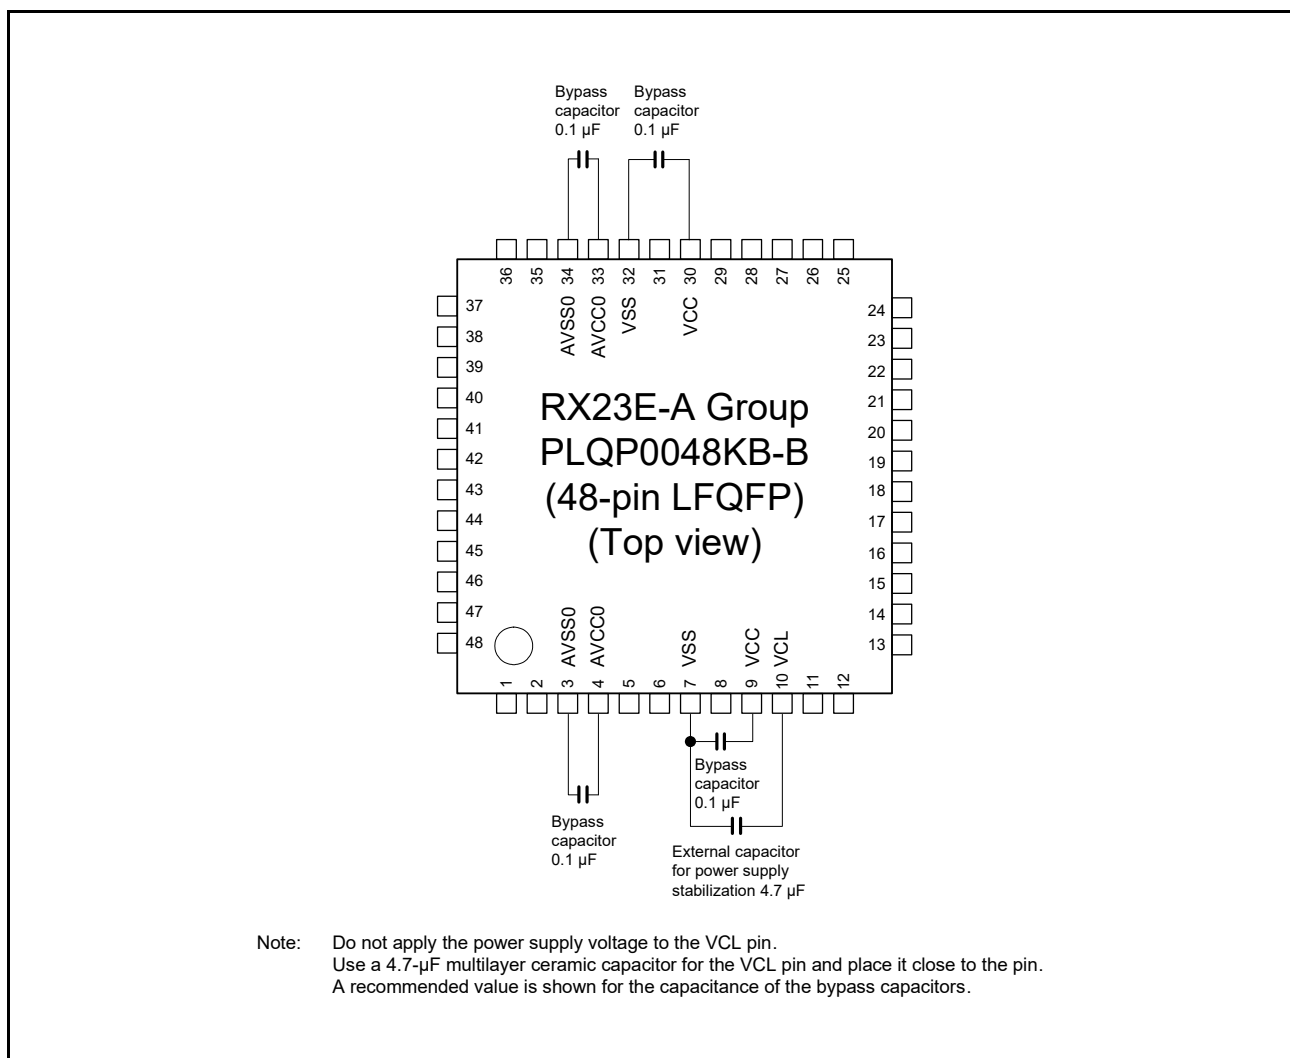 Bypass
capacitor
0.1 µF
Bypass
capacitor
0.1 µF
36
35
34
33
32
31
30
29
28
27
26
25
AVSS0
AVCC0
VSS
VCC
37
38
39
40
41
42
43
44
45
46
47
48
24
23
22
21
20
19
18
17
16
15
14
13
RX23E-A Group
PLQP0048KB-B
(48-pin LFQFP)
(Top view)
AVSS0
AVCC0
VSS
VCC
VCL
1
2
3
4
5
6
7
8
9
10
11
12
Bypass
capacitor
0.1 µF
Bypass
capacitor
0.1 µF
External capacitor
for power supply
stabilization 4.7 µF
Note: Do not apply the power supply voltage to the VCL pin.
Use a 4.7-µF multilayer ceramic capacitor for the VCL pin and place it close to the pin.
A recommended value is shown for the capacitance of the bypass capacitors.